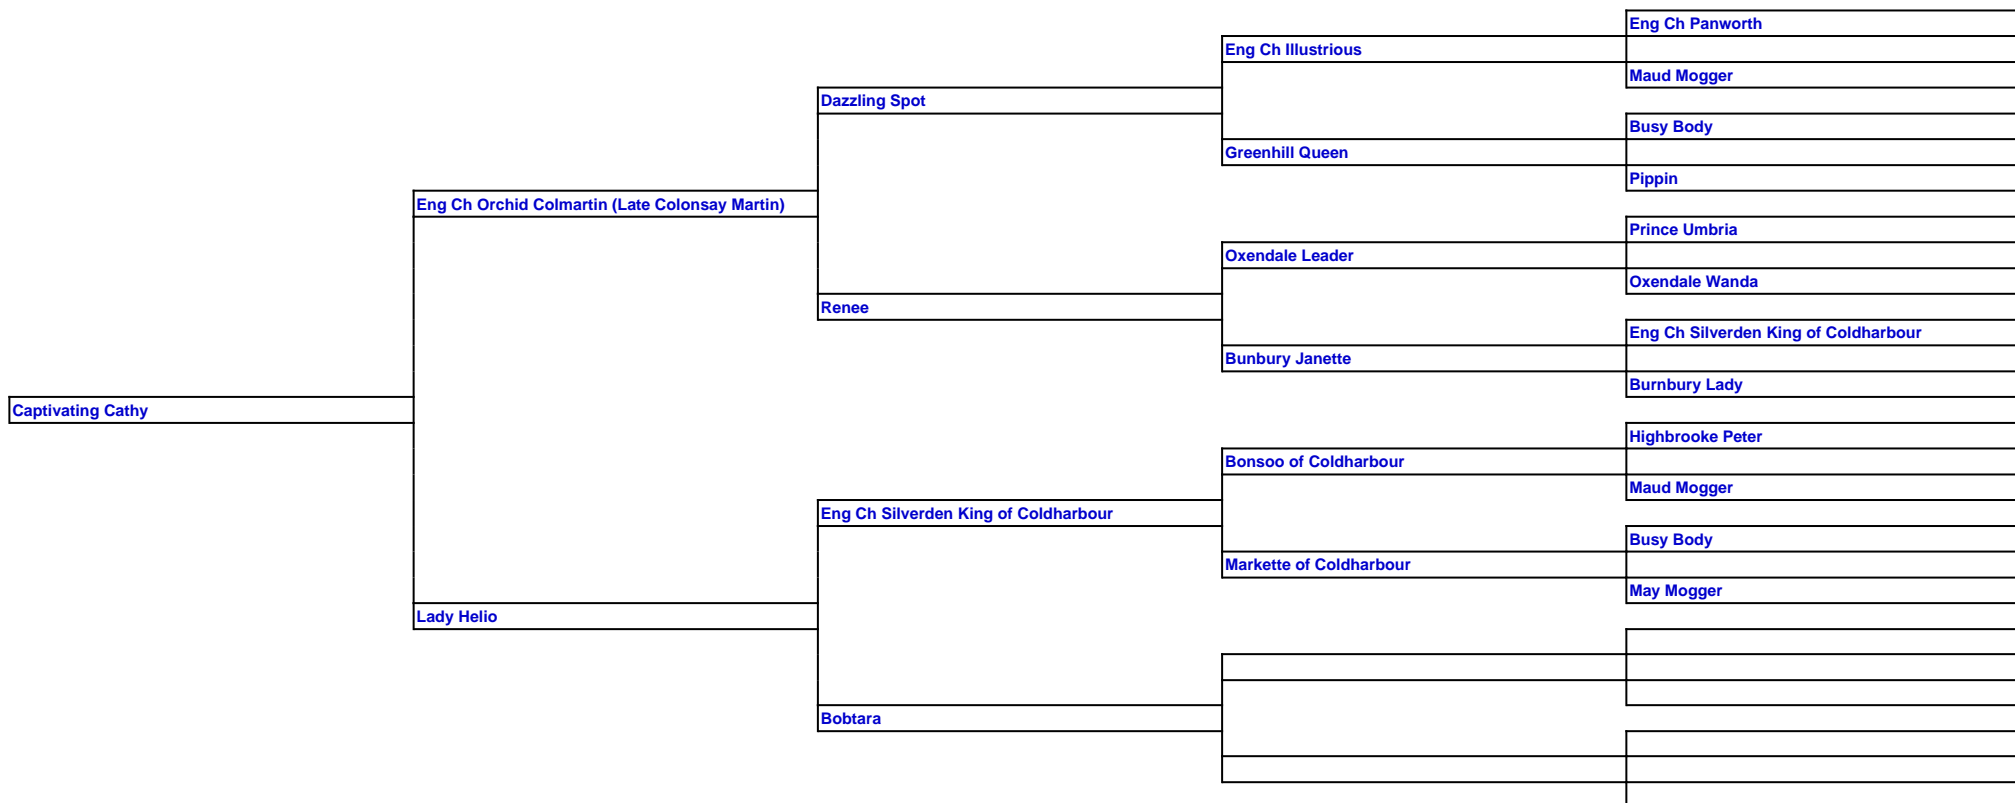 Eng Ch Panworth
Eng Ch Illustrious
Maud Mogger
Dazzling Spot
Busy Body
Greenhill Queen
Pippin
Eng Ch Orchid Colmartin (Late Colonsay Martin)
Prince Umbria
Oxendale Leader
Oxendale Wanda
Renee
Eng Ch Silverden King of Coldharbour
Bunbury Janette
Burnbury Lady
Captivating Cathy
Highbrooke Peter
Bonsoo of Coldharbour
Maud Mogger
Eng Ch Silverden King of Coldharbour
Busy Body
Markette of Coldharbour
May Mogger
Lady Helio
Bobtara